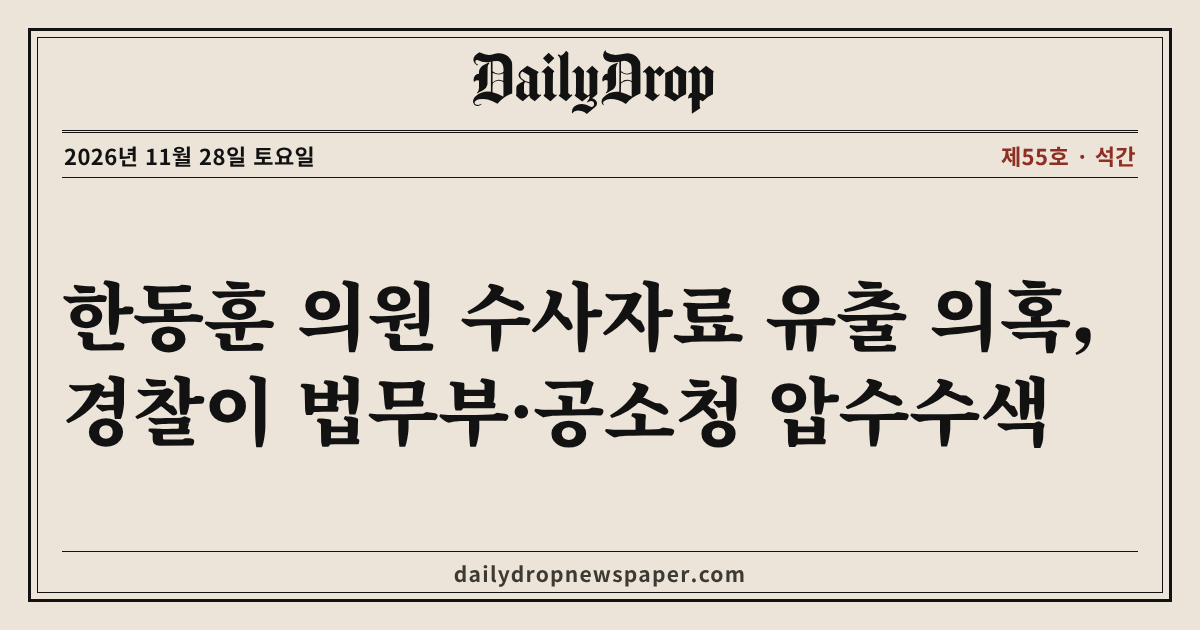 DailyDrop
2026년 11월 28일 토요일
제55호 · 석간
한동훈 의원 수사자료 유출 의혹,
경찰이 법무부·공소청 압수수색
dailydropnewspaper.com